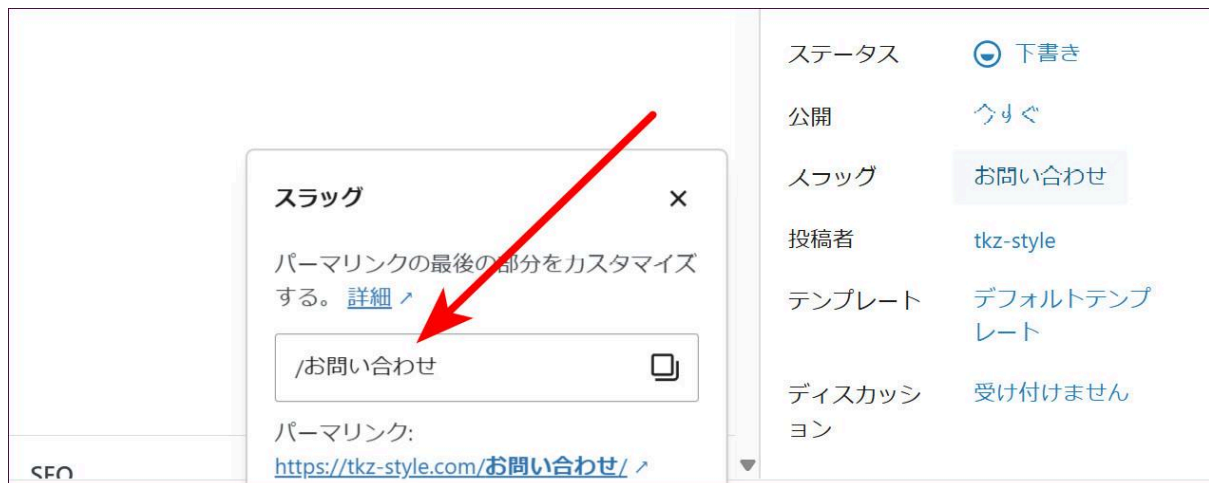 ステータス 下書き
公開 今すぐ
スラッグ お問い合わせ
投稿者 tkz-style
テンプレート デフォルトテンプ
レート
ディスカッシ 受け付けません
ョン
スラッグ
パーマリンクの最後の部分をカスタマイズ
する。 詳細 ↗
/お問い合わせ
パーマリンク:
https://tkz-style.com/お問い合わせ/ ↗
SEO